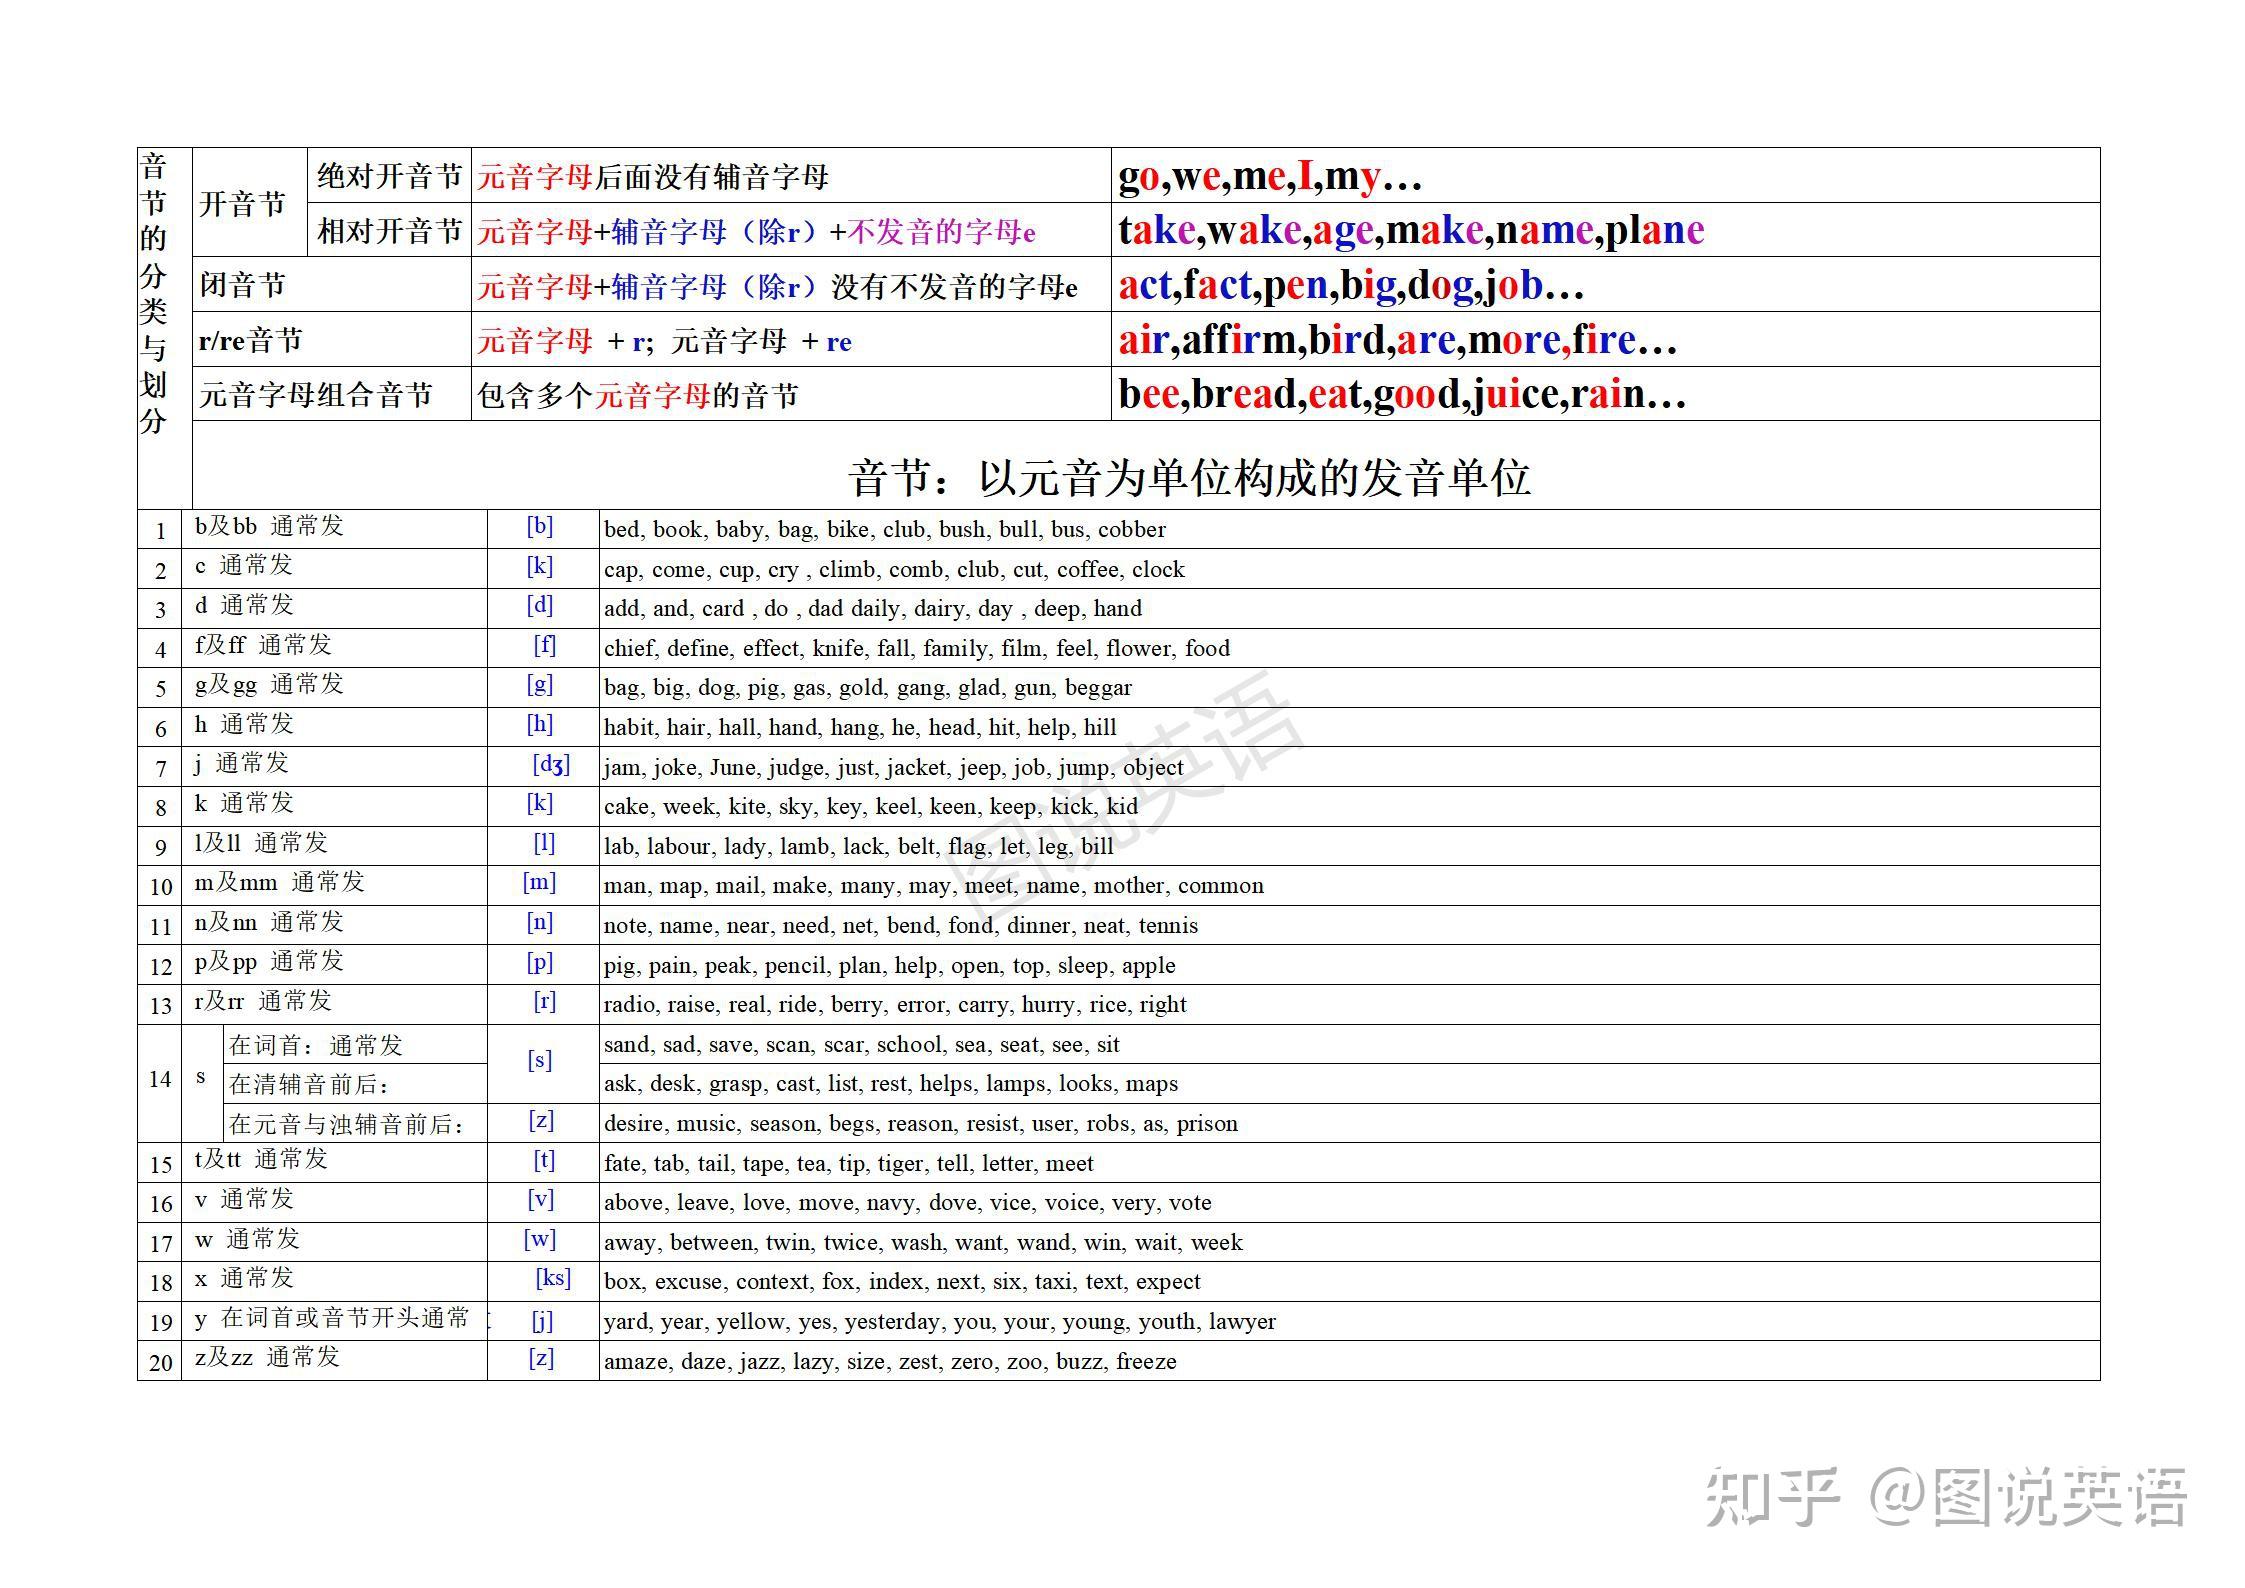 音节的分类与划分
开音节
绝对开音节 元音字母后面没有辅音字母 go,we,me,I,my…
相对开音节 元音字母+辅音字母（除r）+不发音的字母e take,wake,age,make,name,plane
闭音节 元音字母+辅音字母（除r）没有不发音的字母e act,fact,pen,big,dog,job…
r/re音节 元音字母 + r; 元音字母 + re air,affirm,bird,are,more,fire…
元音字母组合音节 包含多个元音字母的音节 bee,bread,eat,good,juice,rain…
音节：以元音为单位构成的发音单位
1 b及bb 通常发 [b] bed, book, baby, bag, bike, club, bush, bull, bus, cobber
2 c 通常发 [k] cap, come, cup, cry , climb, comb, club, cut, coffee, clock
3 d 通常发 [d] add, and, card , do , dad daily, dairy, day , deep, hand
4 f及ff 通常发 [f] chief, define, effect, knife, fall, family, film, feel, flower, food
5 g及gg 通常发 [g] bag, big, dog, pig, gas, gold, gang, glad, gun, beggar
6 h 通常发 [h] habit, hair, hall, hand, hang, he, head, hit, help, hill
7 j 通常发 [dʒ] jam, joke, June, judge, just, jacket, jeep, job, jump, object
8 k 通常发 [k] cake, week, kite, sky, key, keel, keen, keep, kick, kid
9 l及ll 通常发 [l] lab, labour, lady, lamb, lack, belt, flag, let, leg, bill
10 m及mm 通常发 [m] man, map, mail, make, many, may, meet, name, mother, common
11 n及nn 通常发 [n] note, name, near, need, net, bend, fond, dinner, neat, tennis
12 p及pp 通常发 [p] pig, pain, peak, pencil, plan, help, open, top, sleep, apple
13 r及rr 通常发 [r] radio, raise, real, ride, berry, error, carry, hurry, rice, right
14 s 在词首：通常发 [s] sand, sad, save, scan, scar, school, sea, seat, see, sit
在清辅音前后： ask, desk, grasp, cast, list, rest, helps, lamps, looks, maps
在元音与浊辅音前后： [z] desire, music, season, begs, reason, resist, user, robs, as, prison
15 t及tt 通常发 [t] fate, tab, tail, tape, tea, tip, tiger, tell, letter, meet
16 v 通常发 [v] above, leave, love, move, navy, dove, vice, voice, very, vote
17 w 通常发 [w] away, between, twin, twice, wash, want, wand, win, wait, week
18 x 通常发 [ks] box, excuse, context, fox, index, next, six, taxi, text, expect
19 y 在词首或音节开头通常 [j] yard, year, yellow, yes, yesterday, you, your, young, youth, lawyer
20 z及zz 通常发 [z] amaze, daze, jazz, lazy, size, zest, zero, zoo, buzz, freeze
图说英语
知乎 @图说英语